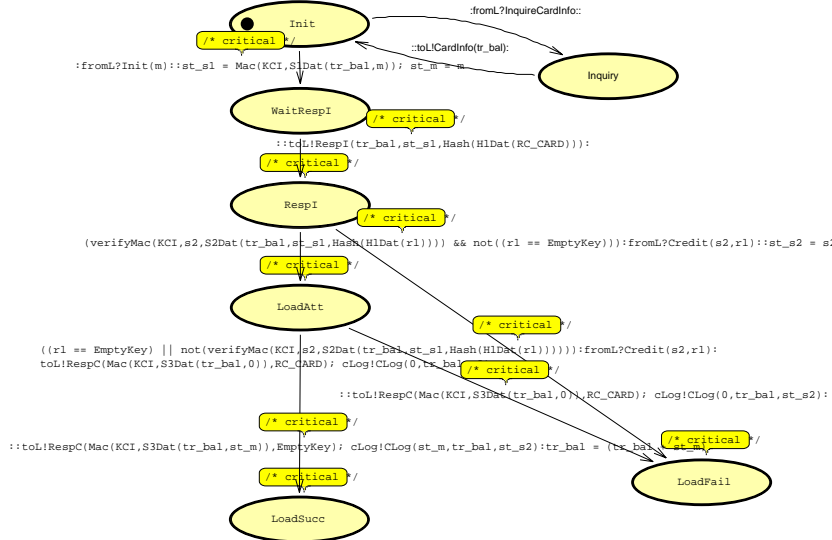 :fromL?InquireCardInfo::
Init
/* critical */
::toL!CardInfo(tr_bal):
Inquiry
:fromL?Init(m)::st_s1 = Mac(KCI,S1Dat(tr_bal,m)); st_m = m
WaitRespI
/* critical */
::toL!RespI(tr_bal,st_s1,Hash(HlDat(RC_CARD))):
/* critical */
RespI
/* critical */
(verifyMac(KCI,s2,S2Dat(tr_bal,st_s1,Hash(HlDat(rl)))) && not((rl == EmptyKey))):fromL?Credit(s2,rl)::st_s2 = s2
/* critical */
LoadAtt
/* critical */
((rl == EmptyKey) || not(verifyMac(KCI,s2,S2Dat(tr_bal,st_s1,Hash(HlDat(rl)))))):fromL?Credit(s2,rl):
toL!RespC(Mac(KCI,S3Dat(tr_bal,0)),RC_CARD); cLog!CLog(0,tr_bal
/* critical */
::toL!RespC(Mac(KCI,S3Dat(tr_bal,0)),RC_CARD); cLog!CLog(0,tr_bal,st_s2):
/* critical */
/* critical */
::toL!RespC(Mac(KCI,S3Dat(tr_bal,st_m)),EmptyKey); cLog!CLog(st_m,tr_bal,st_s2):tr_bal = (tr_bal st_m)
/* critical */
LoadFail
LoadSucc